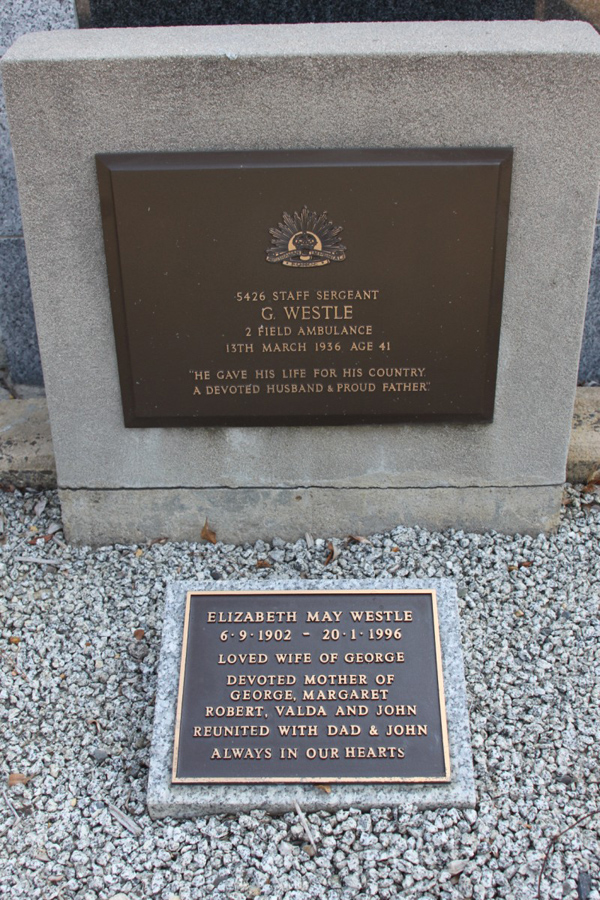 5426 STAFF SERGEANT
G. WESTLE
2 FIELD AMBULANCE
13TH MARCH 1936 AGE 41
"HE GAVE HIS LIFE FOR HIS COUNTRY.
A DEVOTED HUSBAND & PROUD FATHER."
ELIZABETH MAY WESTLE
6·9·1902 – 20·1·1996
LOVED WIFE OF GEORGE
DEVOTED MOTHER OF
GEORGE, MARGARET
ROBERT, VALDA AND JOHN
REUNITED WITH DAD & JOHN
ALWAYS IN OUR HEARTS